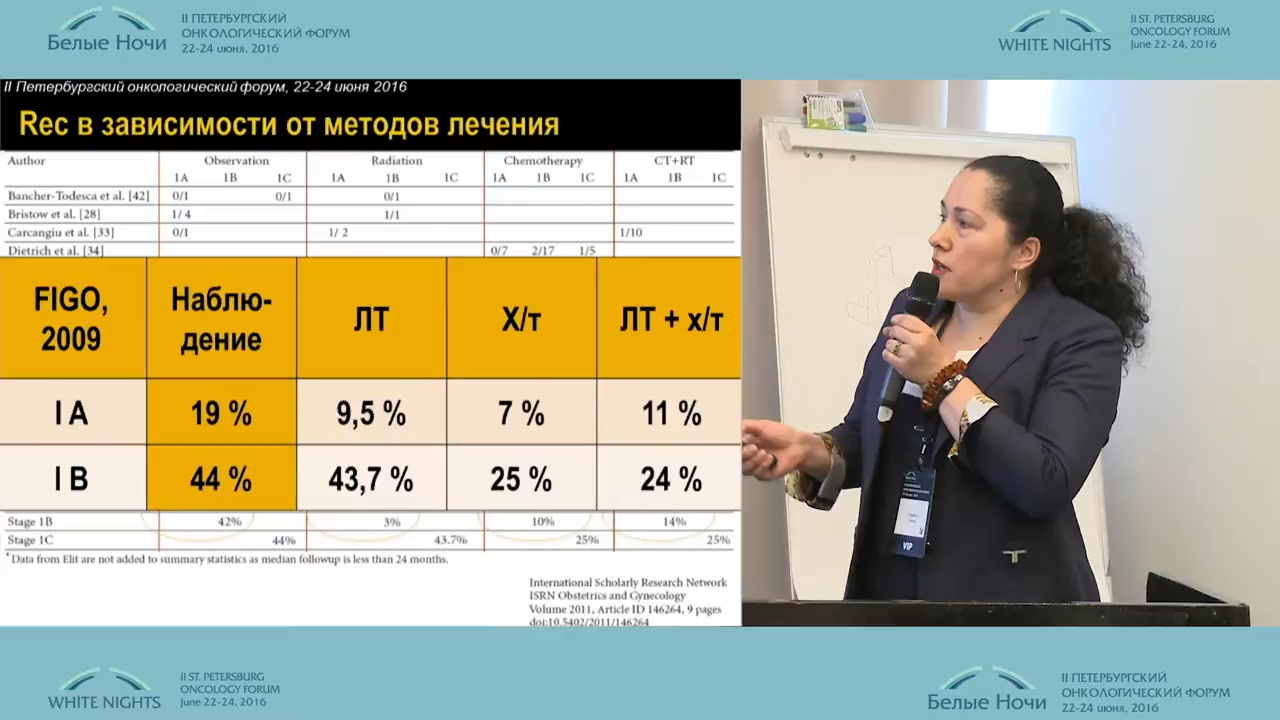 Белые Ночи
II ПЕТЕРБУРГСКИЙ
ОНКОЛОГИЧЕСКИЙ ФОРУМ
22-24 июня, 2016
WHITE NIGHTS
II ST. PETERSBURG
ONCOLOGY FORUM
June 22-24, 2016
II Петербургский онкологический форум, 22-24 июня 2016
Rec в зависимости от методов лечения
Author Observation Radiation Chemotherapy CT+RT
1A 1B 1C 1A 1B 1C 1A 1B 1C 1A 1B 1C
Bancher-Todesca et al. [42] 0/1 0/1 0/1
Bristow et al. [28] 1/ 4 1/1
Carcangiu et al. [33] 0/1 1/ 2 1/10
Dietrich et al. [34] 0/7 2/17 1/5
FIGO, 2009 Наблю-дение ЛТ Х/т ЛТ + х/т
I A 19 % 9,5 % 7 % 11 %
I B 44 % 43,7 % 25 % 24 %
Stage 1B 42% 3% 10% 14%
Stage 1C 44% 43.7% 25% 25%
*Data from Elit are not added to summary statistics as median followup is less than 24 months.
International Scholarly Research Network
ISRN Obstetrics and Gynecology
Volume 2011, Article ID 146264, 9 pages
doi:10.5402/2011/146264
VIP
WHITE NIGHTS
II ST. PETERSBURG
ONCOLOGY FORUM
June 22-24, 2016
Белые Ночи
II ПЕТЕРБУРГСКИЙ
ОНКОЛОГИЧЕСКИЙ ФОРУМ
22-24 июня, 2016